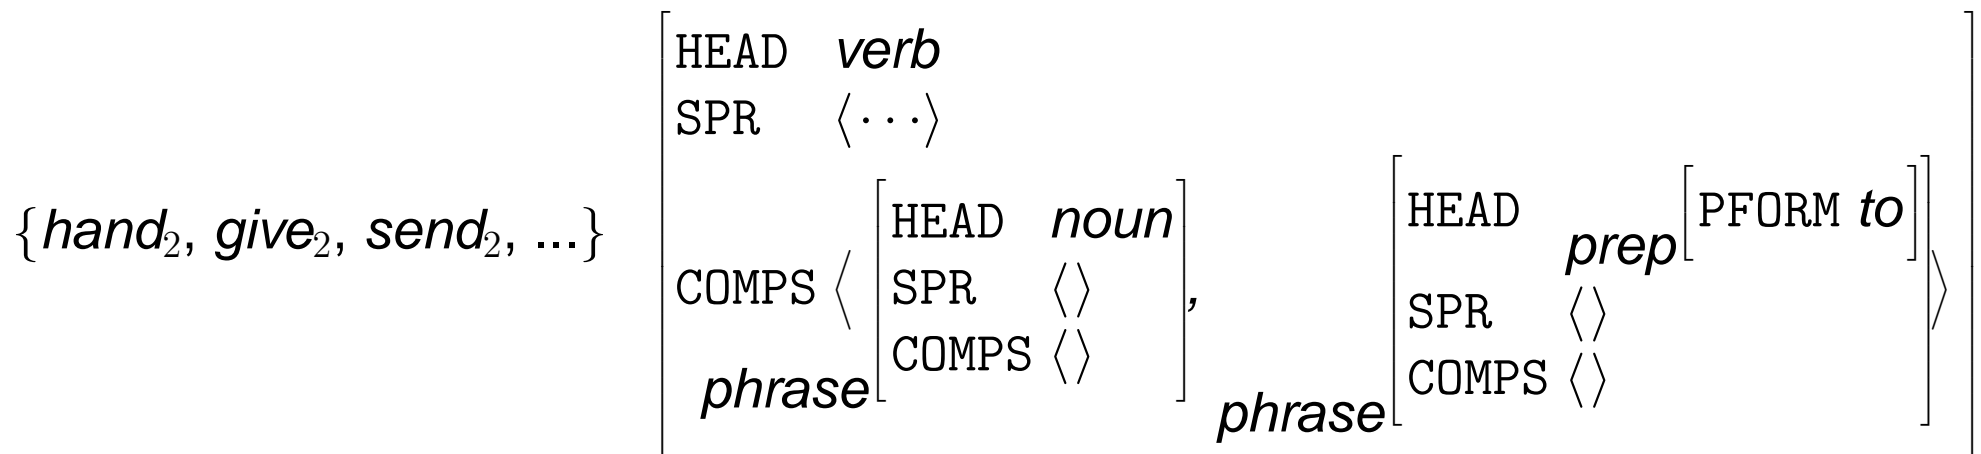 HEAD verb
SPR ⟨···⟩
{hand₂, give₂, send₂, ...}
COMPS ⟨ phrase[HEAD noun
SPR ⟨⟩
COMPS ⟨⟩],
phrase[HEAD prep[PFORM to]
SPR ⟨⟩
COMPS ⟨⟩]⟩